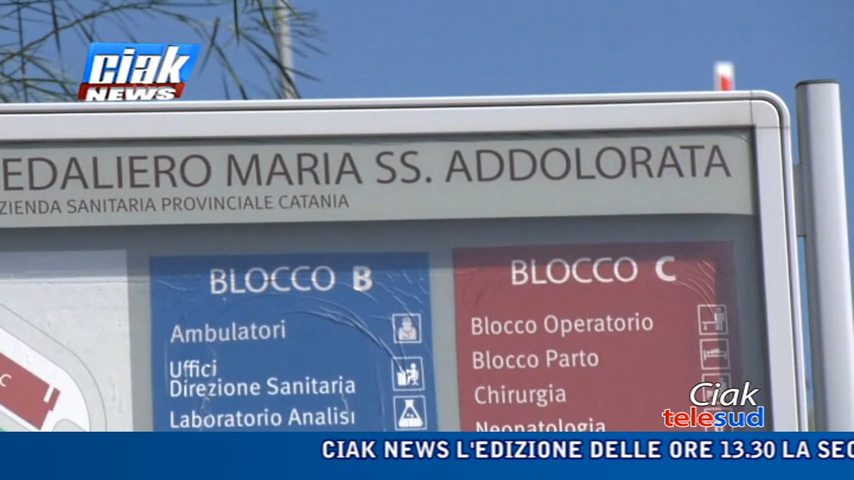 ciak
NEWS
EDALIERO MARIA SS. ADDOLORATA
ZIENDA SANITARIA PROVINCIALE CATANIA
BLOCCO B
Ambulatori
Uffici
Direzione Sanitaria
Laboratorio Analisi
BLOCCO C
Blocco Operatorio
Blocco Parto
Chirurgia
Neonatologia
C
Ciak
telesud
CIAK NEWS L'EDIZIONE DELLE ORE 13.30 LA SEC